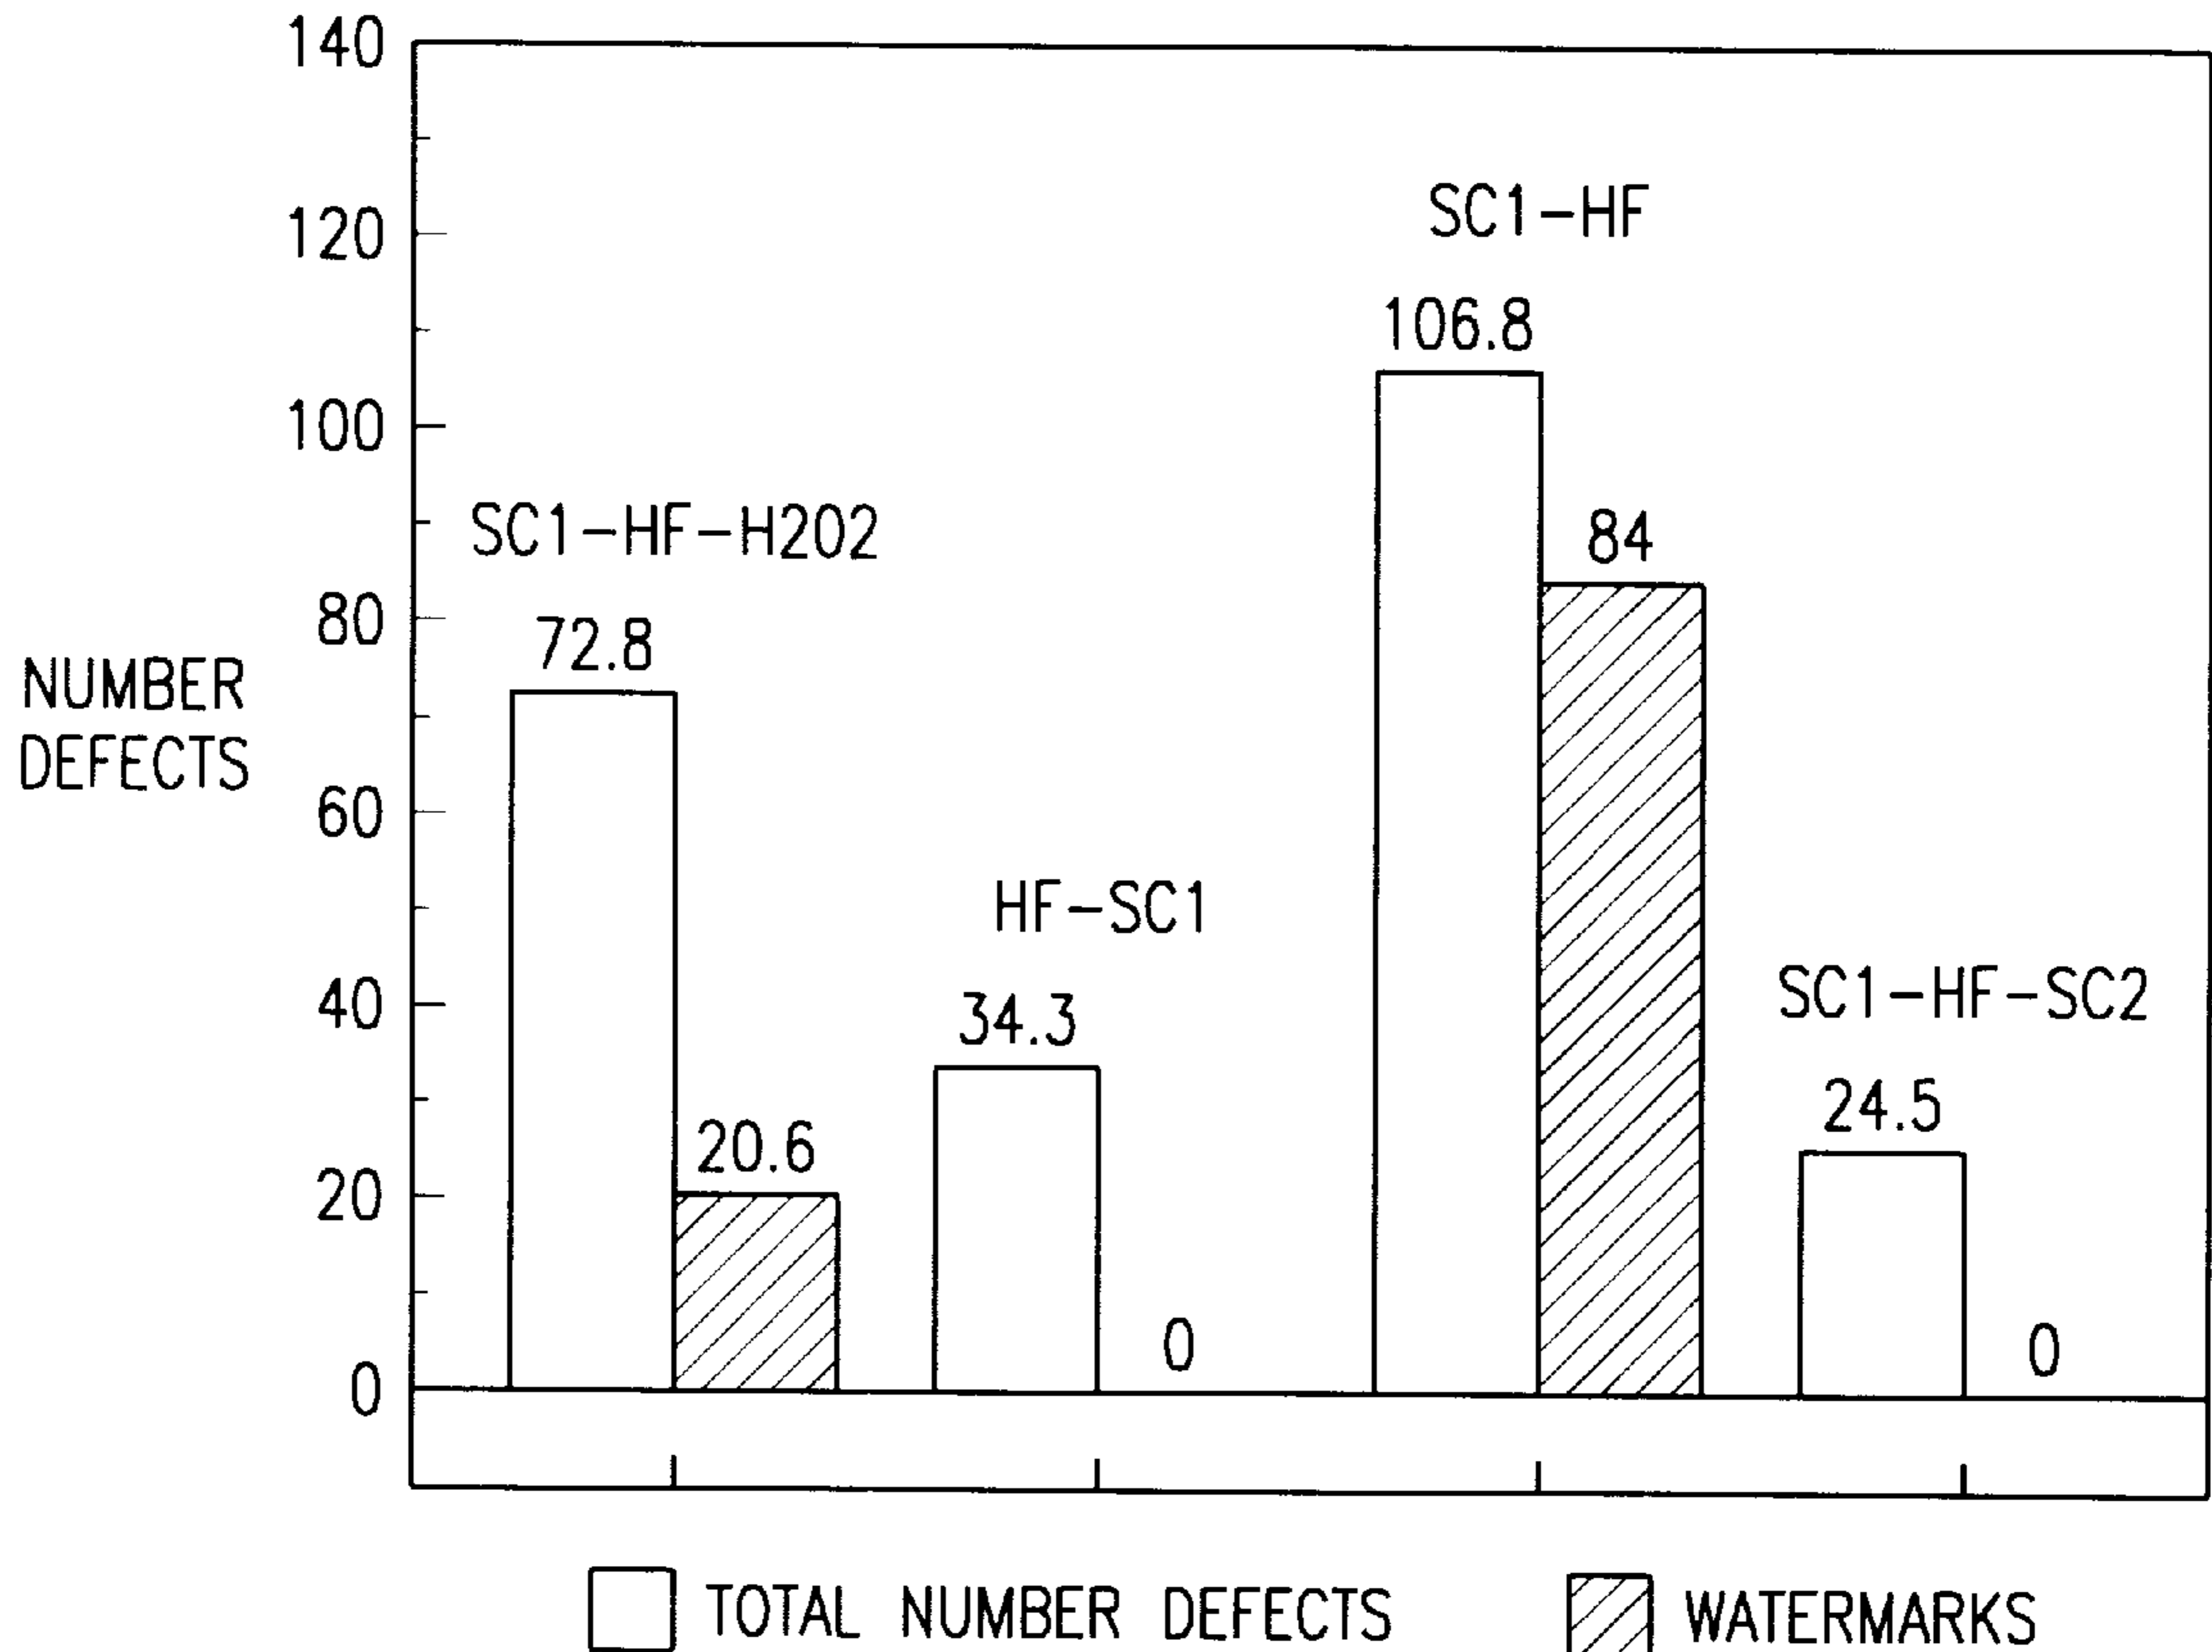 140
120
100
80
60
40
20
0
NUMBER
DEFECTS
SC1-HF-H202
72.8
20.6
HF-SC1
34.3
0
SC1-HF
106.8
84
SC1-HF-SC2
24.5
0
TOTAL NUMBER DEFECTS
WATERMARKS